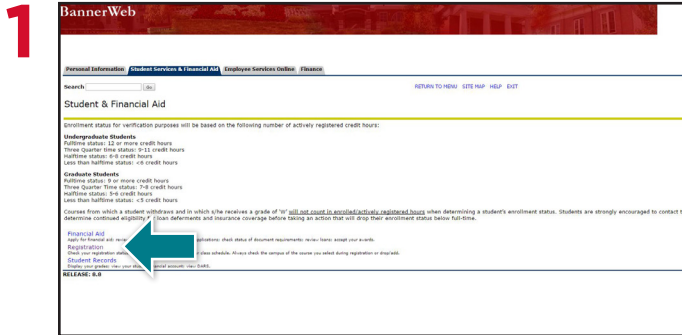 1
BannerWeb
Personal Information Student Services & Financial Aid Employee Services Online Finance
Search Go RETURN TO MENU SITE MAP HELP EXIT
Student & Financial Aid
Enrollment status for verification purposes will be based on the following number of actively registered credit hours:
Undergraduate Students
Fulltime status: 12 or more credit hours
Three Quarter time status: 9-11 credit hours
Halftime status: 6-8 credit hours
Less than halftime status: <6 credit hours
Graduate Students
Fulltime status: 9 or more credit hours
Three Quarter Time status: 7-8 credit hours
Halftime status: 5-6 credit hours
Less than halftime status: <5 credit hours
Courses from which a student withdraws and in which s/he receives a grade of 'W' will not count in enrolled/actively registered hours when determining a student's enrollment status. Students are strongly encouraged to contact t
determine continued eligibility loan deferments and insurance coverage before taking an action that will drop their enrollment status below full-time.
Financial Aid
Apply for financial aid; review applications; check status of document requirements; review loans; accept your awards.
Registration
Check your registration status class schedule. Always check the campus of the course you select during registration or drop/add.
Student Records
Display your grades; view your financial account; view DARS.
RELEASE: 8.8